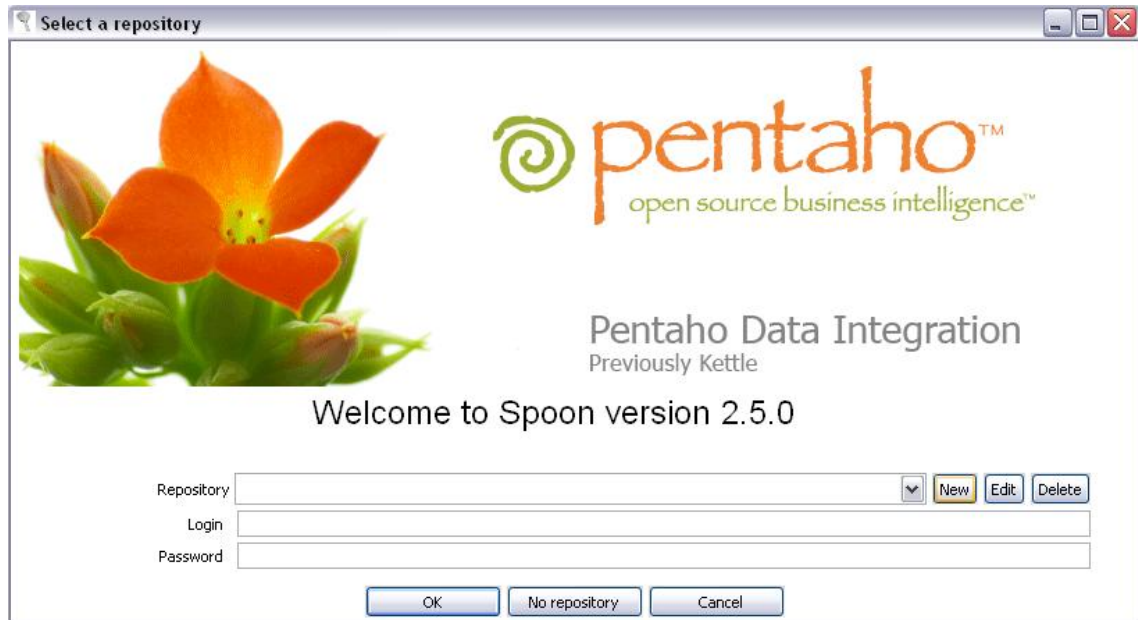 Select a repository
pentaho™
open source business intelligence™
Pentaho Data Integration
Previously Kettle
Welcome to Spoon version 2.5.0
Repository New Edit Delete
Login
Password
OK No repository Cancel